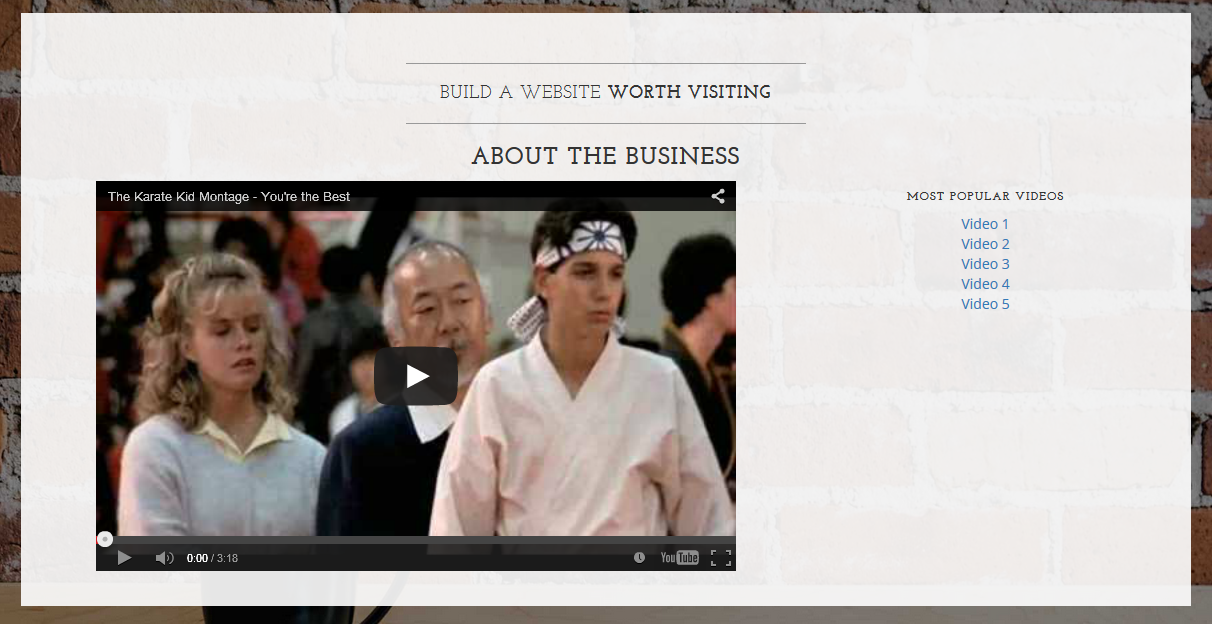 BUILD A WEBSITE WORTH VISITING
ABOUT THE BUSINESS
The Karate Kid Montage - You're the Best
0:00 / 3:18
YouTube
MOST POPULAR VIDEOS
Video 1
Video 2
Video 3
Video 4
Video 5